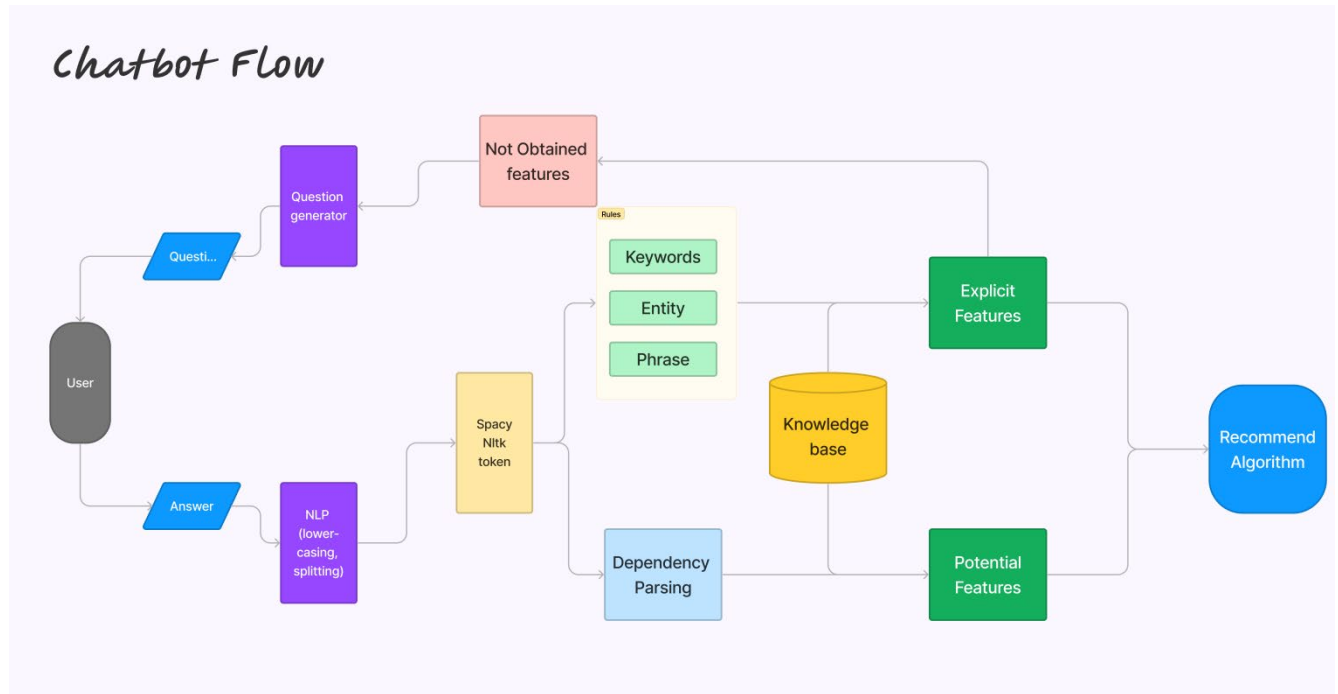 Chatbot Flow
Not Obtained
features
Question
generator
Questi...
Rules
Keywords
Entity
Phrase
Explicit
Features
User
Spacy
Nltk
token
Knowledge
base
Recommend
Algorithm
Answer
NLP
(lower-
casing,
splitting)
Dependency
Parsing
Potential
Features